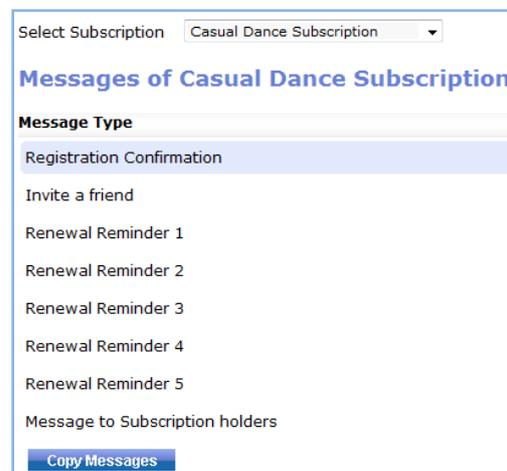 Select Subscription Casual Dance Subscription
Messages of Casual Dance Subscription
Message Type
Registration Confirmation
Invite a friend
Renewal Reminder 1
Renewal Reminder 2
Renewal Reminder 3
Renewal Reminder 4
Renewal Reminder 5
Message to Subscription holders
Copy Messages